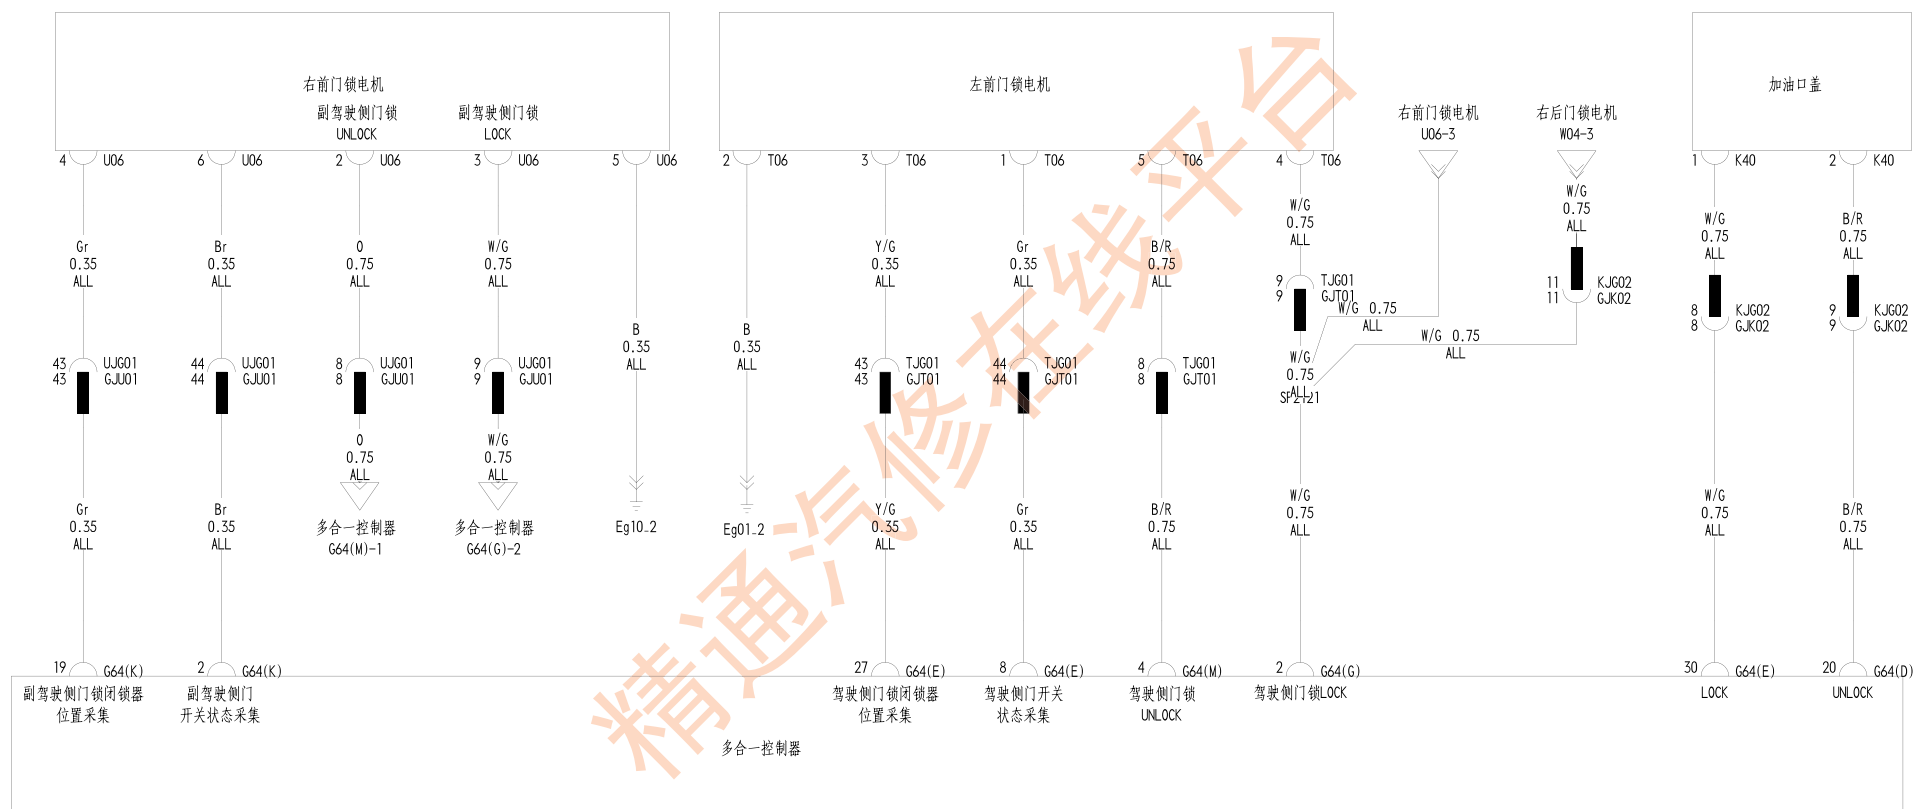 右前门锁电机
副驾驶侧门锁
UNLOCK
副驾驶侧门锁
LOCK
左前门锁电机
右前门锁电机
U06-3
右后门锁电机
W04-3
加油口盖
4 U06
6 U06
2 U06
3 U06
5 U06
2 T06
3 T06
1 T06
5 T06
4 T06
1 K40
2 K40
Gr
0.35
ALL
Br
0.35
ALL
O
0.75
ALL
W/G
0.75
ALL
B
0.35
ALL
B
0.35
ALL
Y/G
0.35
ALL
Gr
0.35
ALL
B/R
0.75
ALL
W/G
0.75
ALL
W/G
0.75
ALL
W/G
0.75
ALL
B/R
0.75
ALL
43 UJG01
43 GJU01
44 UJG01
44 GJU01
8 UJG01
8 GJU01
9 UJG01
9 GJU01
43 TJG01
43 GJT01
44 TJG01
44 GJT01
8 TJG01
8 GJT01
9 TJG01
9 GJT01
W/G 0.75
ALL
W/G 0.75
ALL
11 KJG02
11 GJK02
8 KJG02
8 GJK02
9 KJG02
9 GJK02
W/G
0.75
ALL
O
0.75
ALL
多合一控制器
G64(M)-1
W/G
0.75
ALL
多合一控制器
G64(G)-2
Eg10_2
Eg01_2
Gr
0.35
ALL
Br
0.35
ALL
Y/G
0.35
ALL
Gr
0.35
ALL
B/R
0.75
ALL
W/G
0.75
ALL
W/G
0.75
ALL
B/R
0.75
ALL
19 G64(K)
2 G64(K)
27 G64(E)
8 G64(E)
4 G64(M)
2 G64(G)
30 G64(E)
20 G64(D)
副驾驶侧门锁闭锁器
位置采集
副驾驶侧门
开关状态采集
驾驶侧门锁闭锁器
位置采集
驾驶侧门开关
状态采集
驾驶侧门锁
UNLOCK
驾驶侧门锁LOCK
LOCK
UNLOCK
多合一控制器
精通汽修在线平台